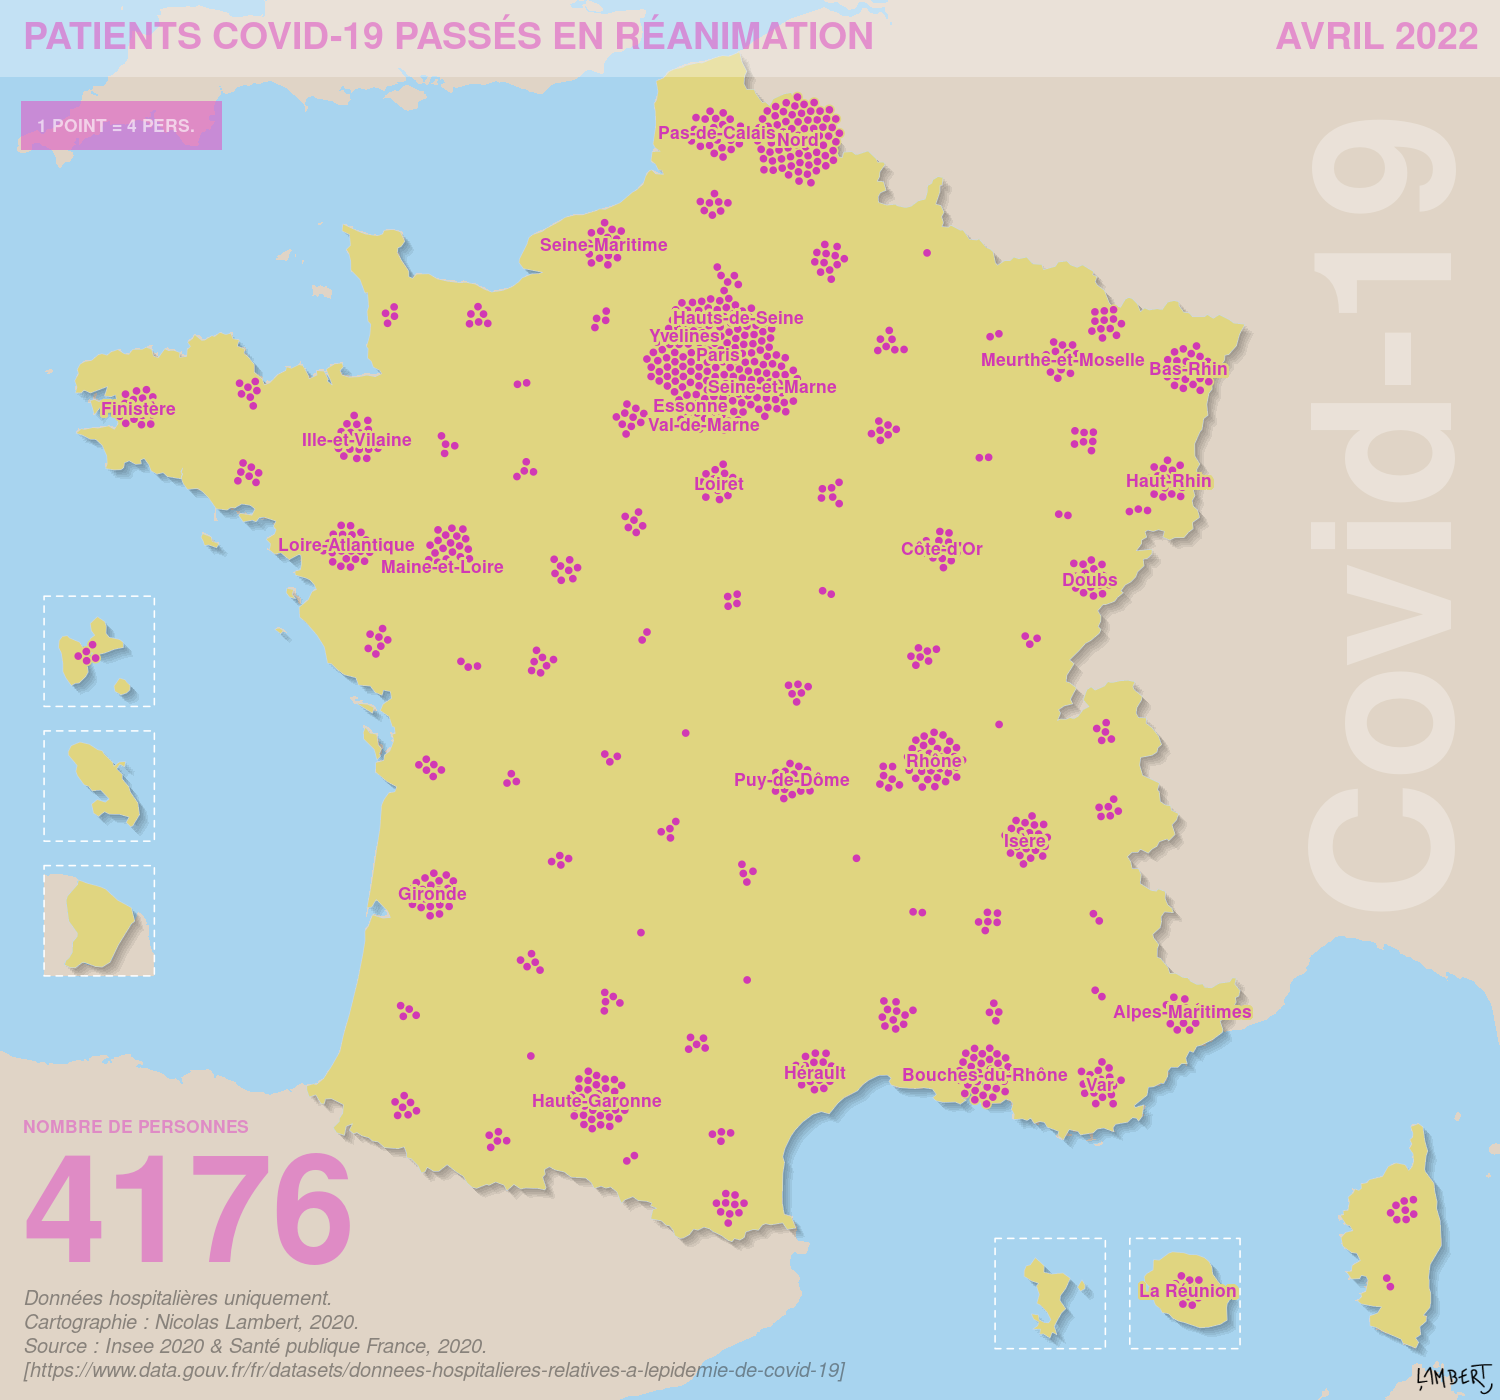 PATIENTS COVID-19 PASSÉS EN RÉANIMATION
AVRIL 2022
1 POINT = 4 PERS.
Covid-19
Pas-de-Calais
Nord
Seine-Maritime
Hauts-de-Seine
Yvelines
Paris
Seine-et-Marne
Essonne
Val-de-Marne
Meurthe-et-Moselle
Bas-Rhin
Finistère
Ille-et-Vilaine
Loiret
Haut-Rhin
Loire-Atlantique
Maine-et-Loire
Côte-d'Or
Doubs
Rhône
Puy-de-Dôme
Isère
Gironde
Alpes-Maritimes
Hérault
Bouches-du-Rhône
Var
Haute-Garonne
La Réunion
NOMBRE DE PERSONNES
4176
Données hospitalières uniquement.
Cartographie : Nicolas Lambert, 2020.
Source : Insee 2020 & Santé publique France, 2020.
[https://www.data.gouv.fr/fr/datasets/donnees-hospitalieres-relatives-a-lepidemie-de-covid-19]
LAMBERT